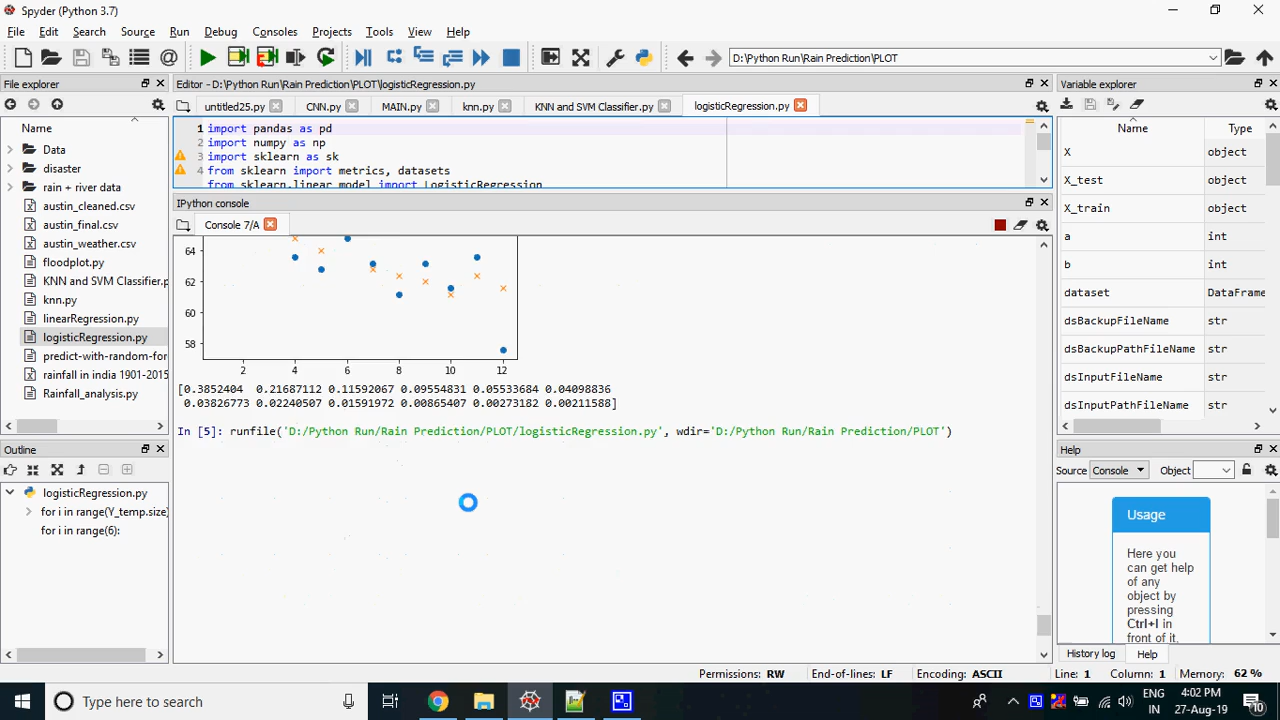 Spyder (Python 3.7)
File Edit Search Source Run Debug Consoles Projects Tools View Help
D:\Python Run\Rain Prediction\PLOT
File explorer
Name
Data
disaster
rain + river data
austin_cleaned.csv
austin_final.csv
austin_weather.csv
floodplot.py
KNN and SVM Classifier.p
knn.py
linearRegression.py
logisticRegression.py
predict-with-random-for
rainfall in india 1901-2015
Rainfall_analysis.py
Outline
logisticRegression.py
for i in range(Y_temp.size)
for i in range(6):
Editor - D:\Python Run\Rain Prediction\PLOT\logisticRegression.py
untitled25.py CNN.py MAIN.py knn.py KNN and SVM Classifier.py logisticRegression.py
1 import pandas as pd
2 import numpy as np
3 import sklearn as sk
4 from sklearn import metrics, datasets
from sklearn.linear_model import LogisticRegression
IPython console
Console 7/A
64
62
60
58
2 4 6 8 10 12
[0.3852404 0.21687112 0.11592067 0.09554831 0.05533684 0.04098836
0.03826773 0.02240507 0.01591972 0.00865407 0.00273182 0.00211588]
In [5]: runfile('D:/Python Run/Rain Prediction/PLOT/logisticRegression.py', wdir='D:/Python Run/Rain Prediction/PLOT')
Variable explorer
Name Type
X object
X_test object
X_train object
a int
b int
dataset DataFrame
dsBackupFileName str
dsBackupPathFileName str
dsInputFileName str
dsInputPathFileName str
Help
Source Console Object
Usage
Here you
can get help
of any
object by
pressing
Ctrl+I in
front of it,
History log Help
Permissions: RW End-of-lines: LF Encoding: ASCII Line: 1 Column: 1 Memory: 62 %
Type here to search
ENG
IN
4:02 PM
27-Aug-19
10